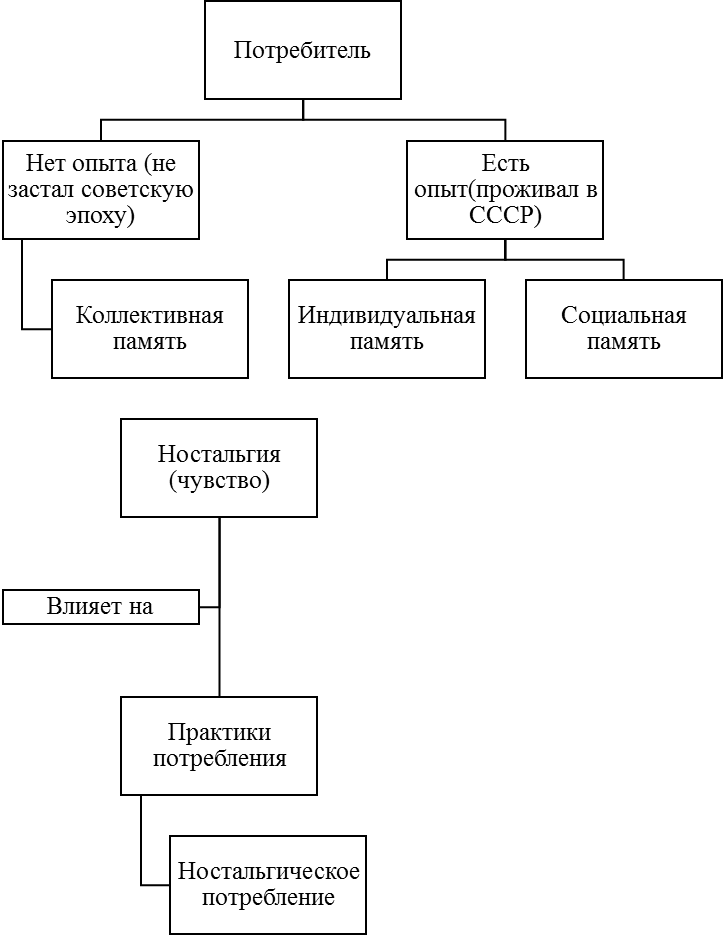 Потребитель
Нет опыта (не
застал советскую
эпоху)
Есть
опыт(проживал в
СССР)
Коллективная
память
Индивидуальная
память
Социальная
память
Ностальгия
(чувство)
Влияет на
Практики
потребления
Ностальгическое
потребление